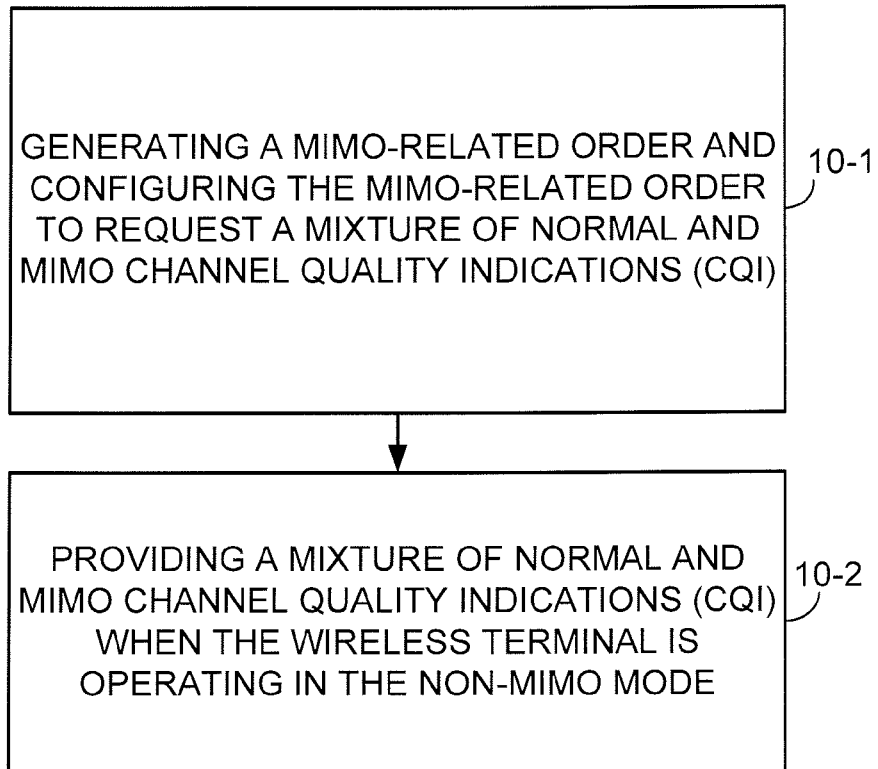 GENERATING A MIMO-RELATED ORDER AND
CONFIGURING THE MIMO-RELATED ORDER
TO REQUEST A MIXTURE OF NORMAL AND
MIMO CHANNEL QUALITY INDICATIONS (CQI)
10-1
PROVIDING A MIXTURE OF NORMAL AND
MIMO CHANNEL QUALITY INDICATIONS (CQI)
WHEN THE WIRELESS TERMINAL IS
OPERATING IN THE NON-MIMO MODE
10-2